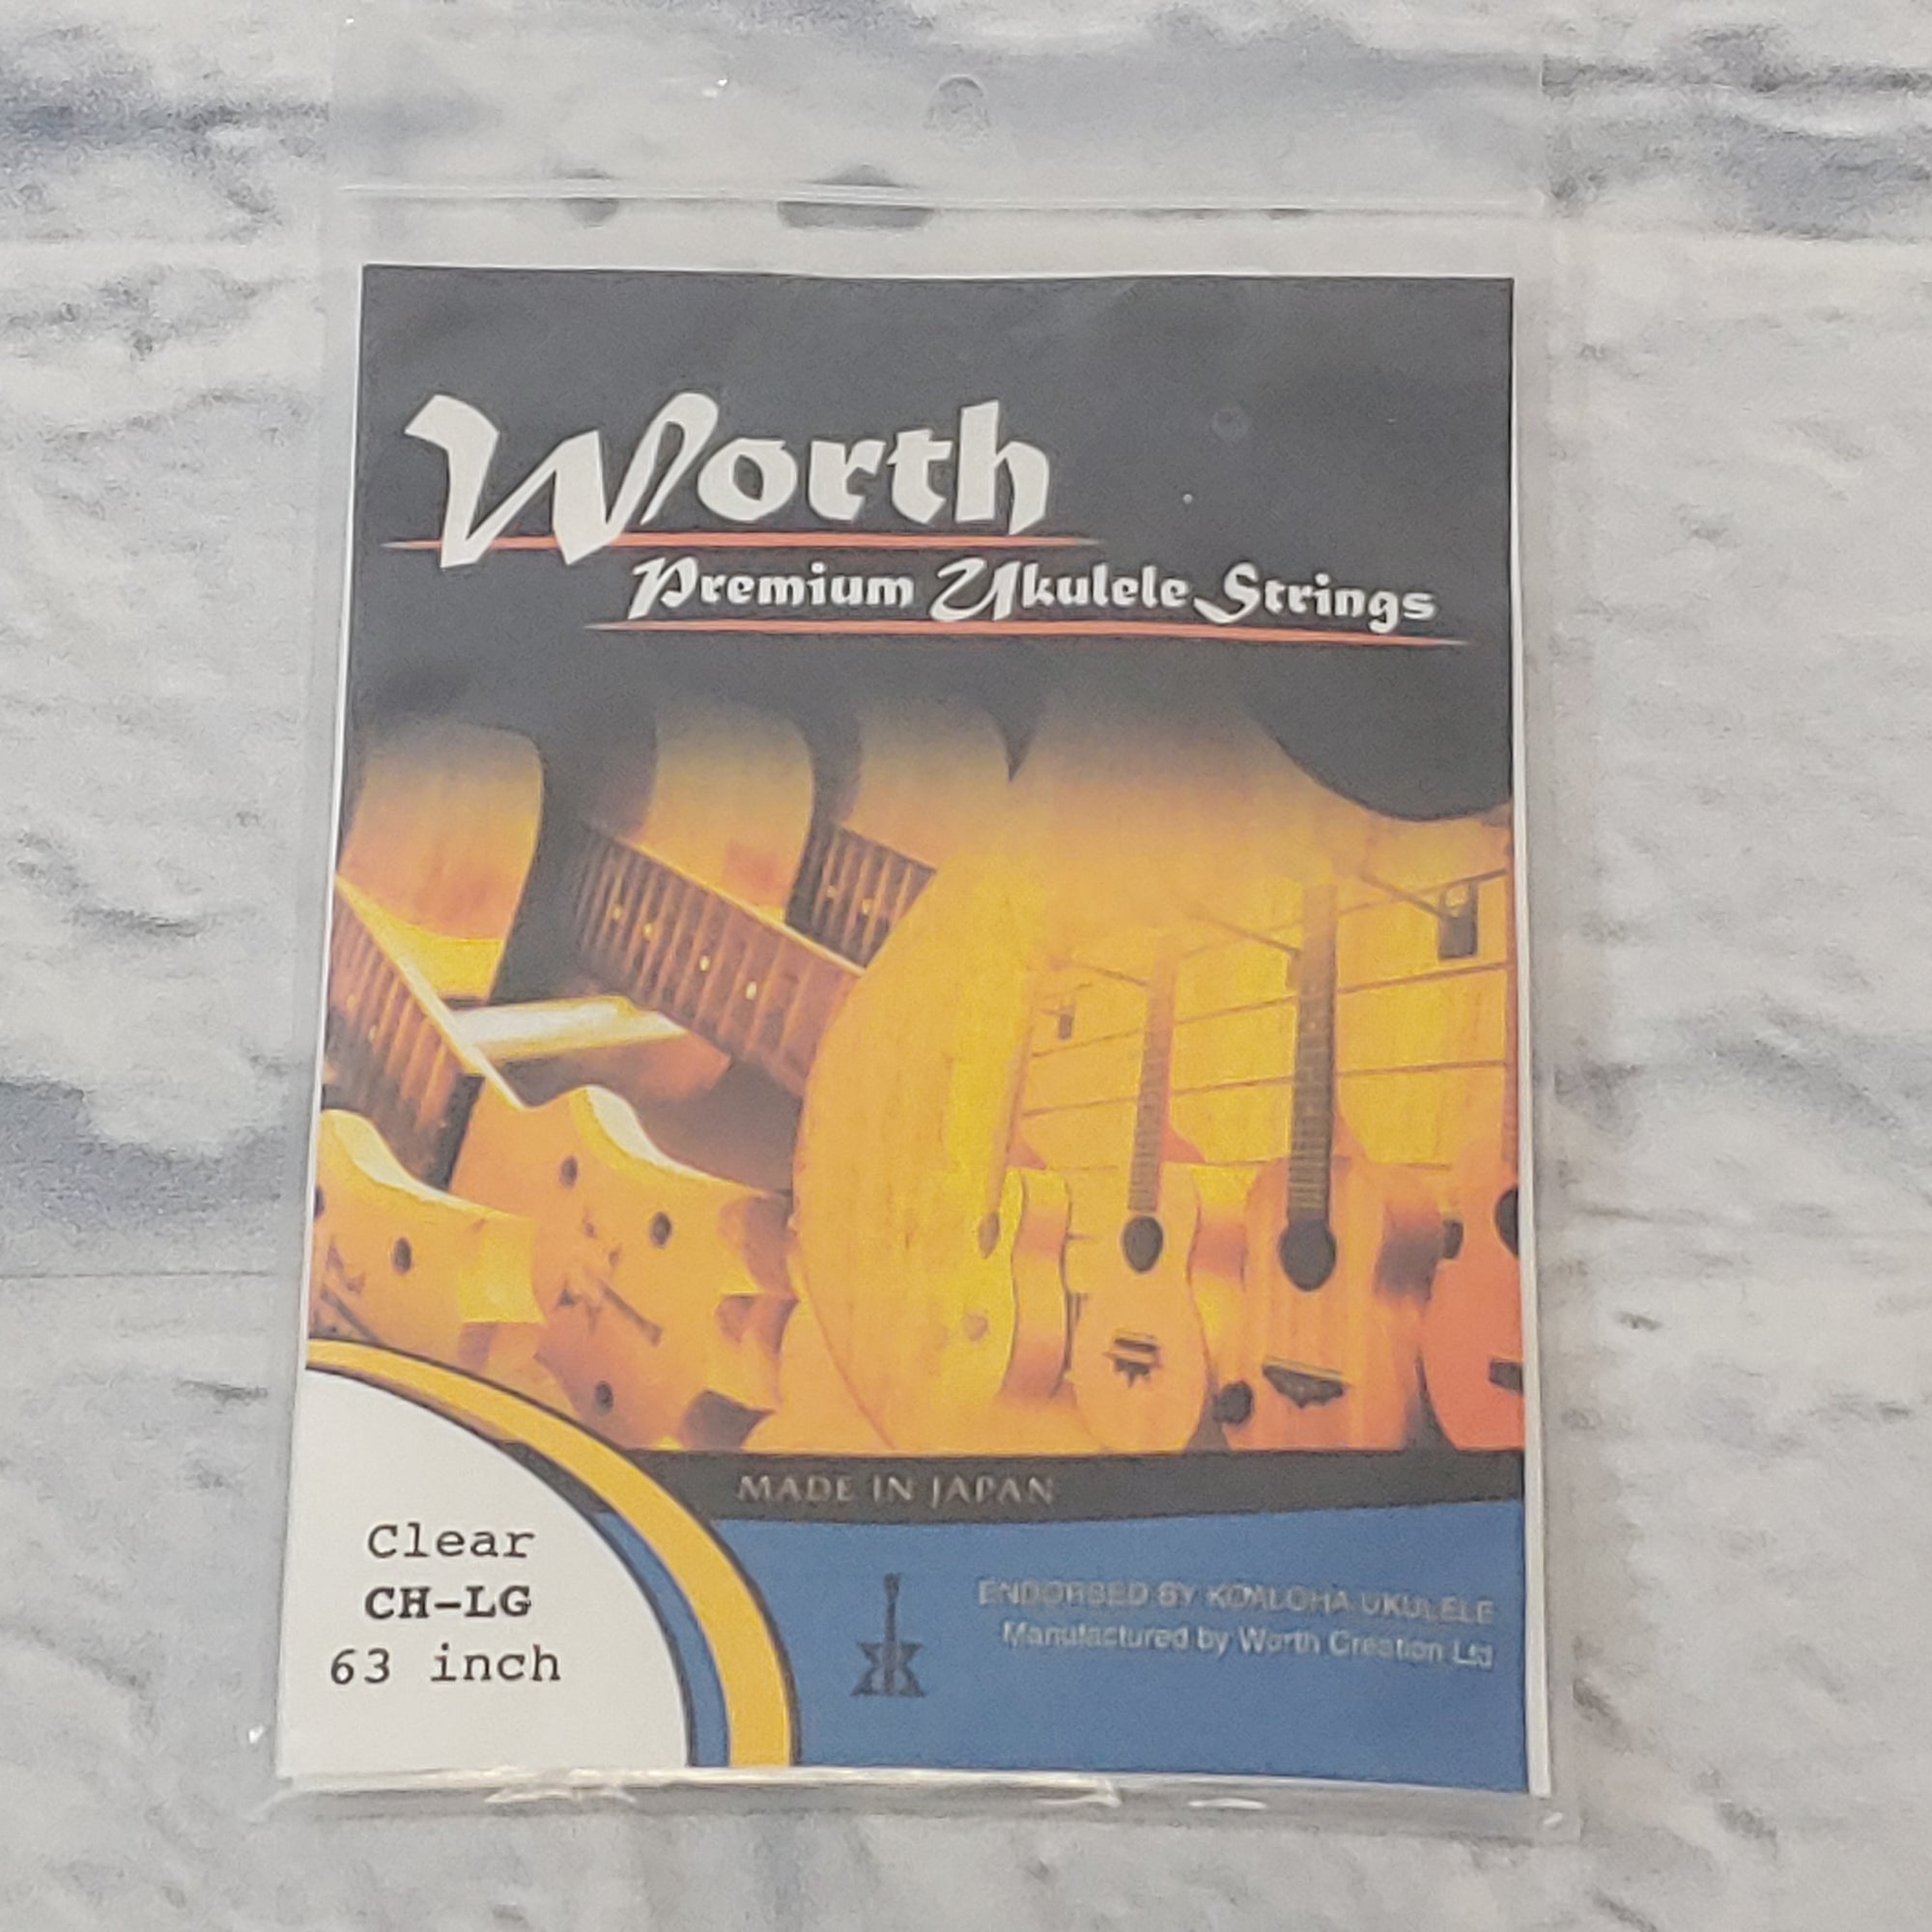 Worth
Premium Ukulele Strings
MADE IN JAPAN
Clear
CH-LG
63 inch
ENDORSED BY KOALOHA UKULELE
Manufactured by Worth Creation Ltd